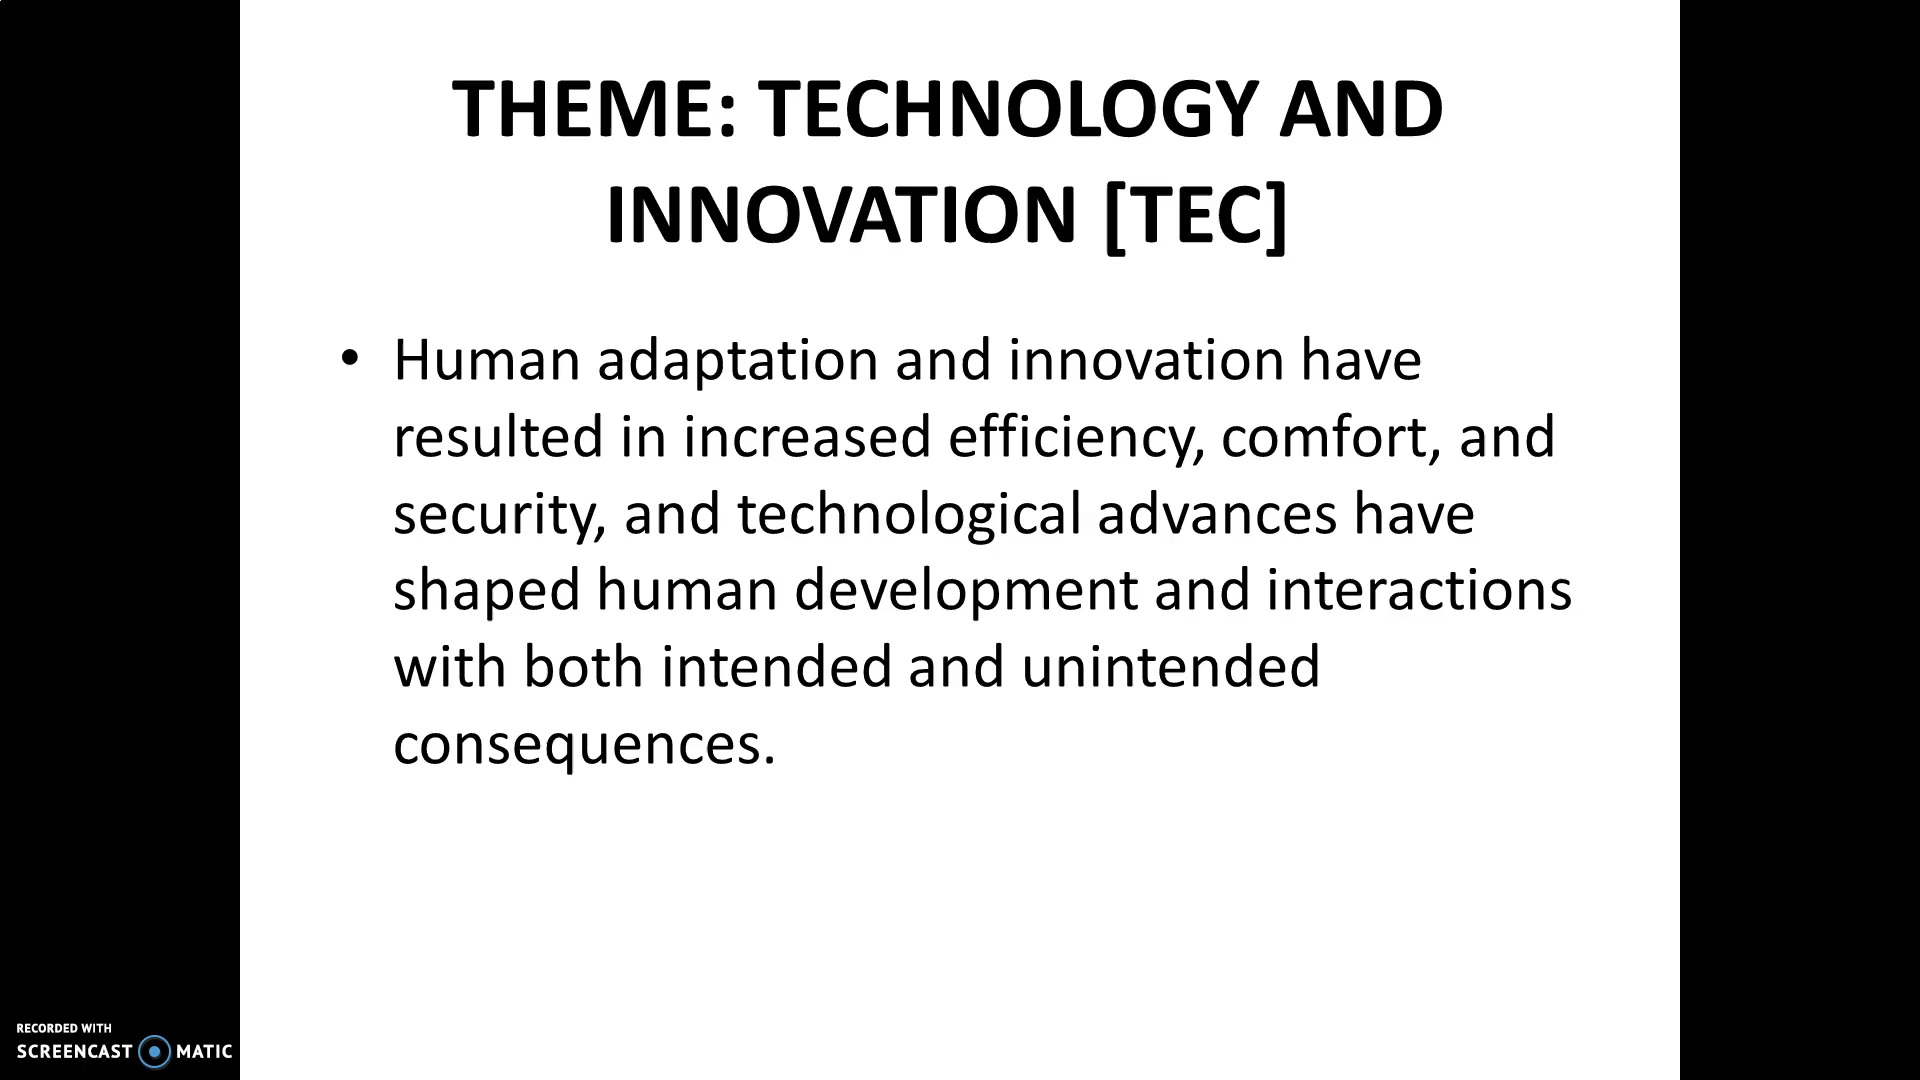 THEME: TECHNOLOGY AND
INNOVATION [TEC]
• Human adaptation and innovation have
resulted in increased efficiency, comfort, and
security, and technological advances have
shaped human development and interactions
with both intended and unintended
consequences.
RECORDED WITH
SCREENCAST MATIC